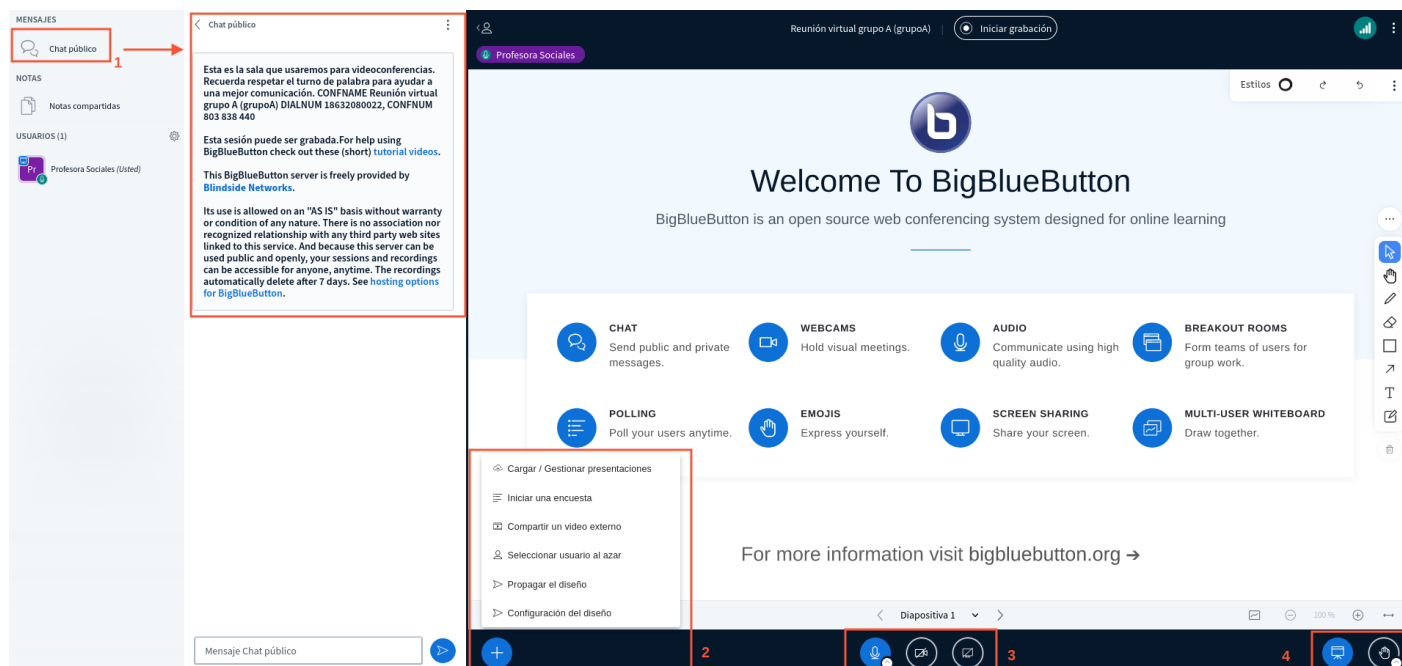 MENSAJES
Chat público
1
NOTAS
Notas compartidas
USUARIOS (1)
Pr
Profesora Sociales (Usted)
Chat público
Esta es la sala que usaremos para videoconferencias.
Recuerda respetar el turno de palabra para ayudar a
una mejor comunicación. CONFNAME Reunión virtual
grupo A (grupoA) DIALNUM 18632080022, CONFNUM
803 838 440
Esta sesión puede ser grabada.For help using
BigBlueButton check out these (short) tutorial videos.
This BigBlueButton server is freely provided by
Blindside Networks.
Its use is allowed on an "AS IS" basis without warranty
or condition of any nature. There is no association nor
recognized relationship with any third party web sites
linked to this service. And because this server can be
used public and openly, your sessions and recordings
can be accessible for anyone, anytime. The recordings
automatically delete after 7 days. See hosting options
for BigBlueButton.
Mensaje Chat público
Reunión virtual grupo A (grupoA)
Iniciar grabación
Profesora Sociales
Estilos
b
Welcome To BigBlueButton
BigBlueButton is an open source web conferencing system designed for online learning
CHAT
Send public and private
messages.
WEBCAMS
Hold visual meetings.
AUDIO
Communicate using high
quality audio.
BREAKOUT ROOMS
Form teams of users for
group work.
POLLING
Poll your users anytime.
EMOJIS
Express yourself.
SCREEN SHARING
Share your screen.
MULTI-USER WHITEBOARD
Draw together.
T
Cargar / Gestionar presentaciones
Iniciar una encuesta
Compartir un video externo
Seleccionar usuario al azar
Propagar el diseño
Configuración del diseño
For more information visit bigbluebutton.org ➔
Diapositiva 1
100 %
2
3
4